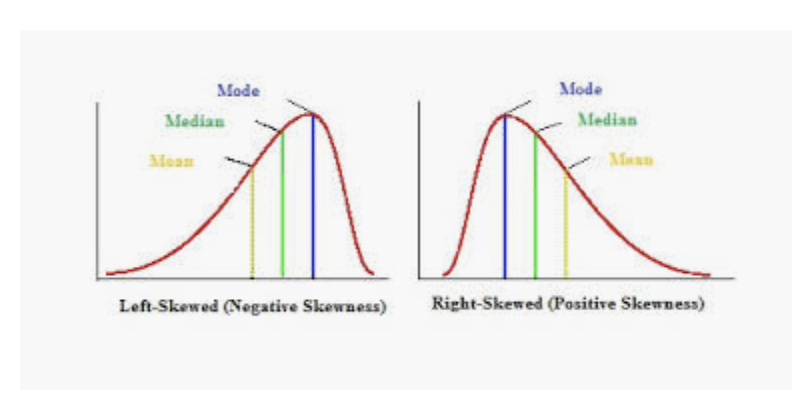 Mode
Median
Mean
Left-Skewed (Negative Skewness)
Mode
Median
Mean
Right-Skewed (Positive Skewness)